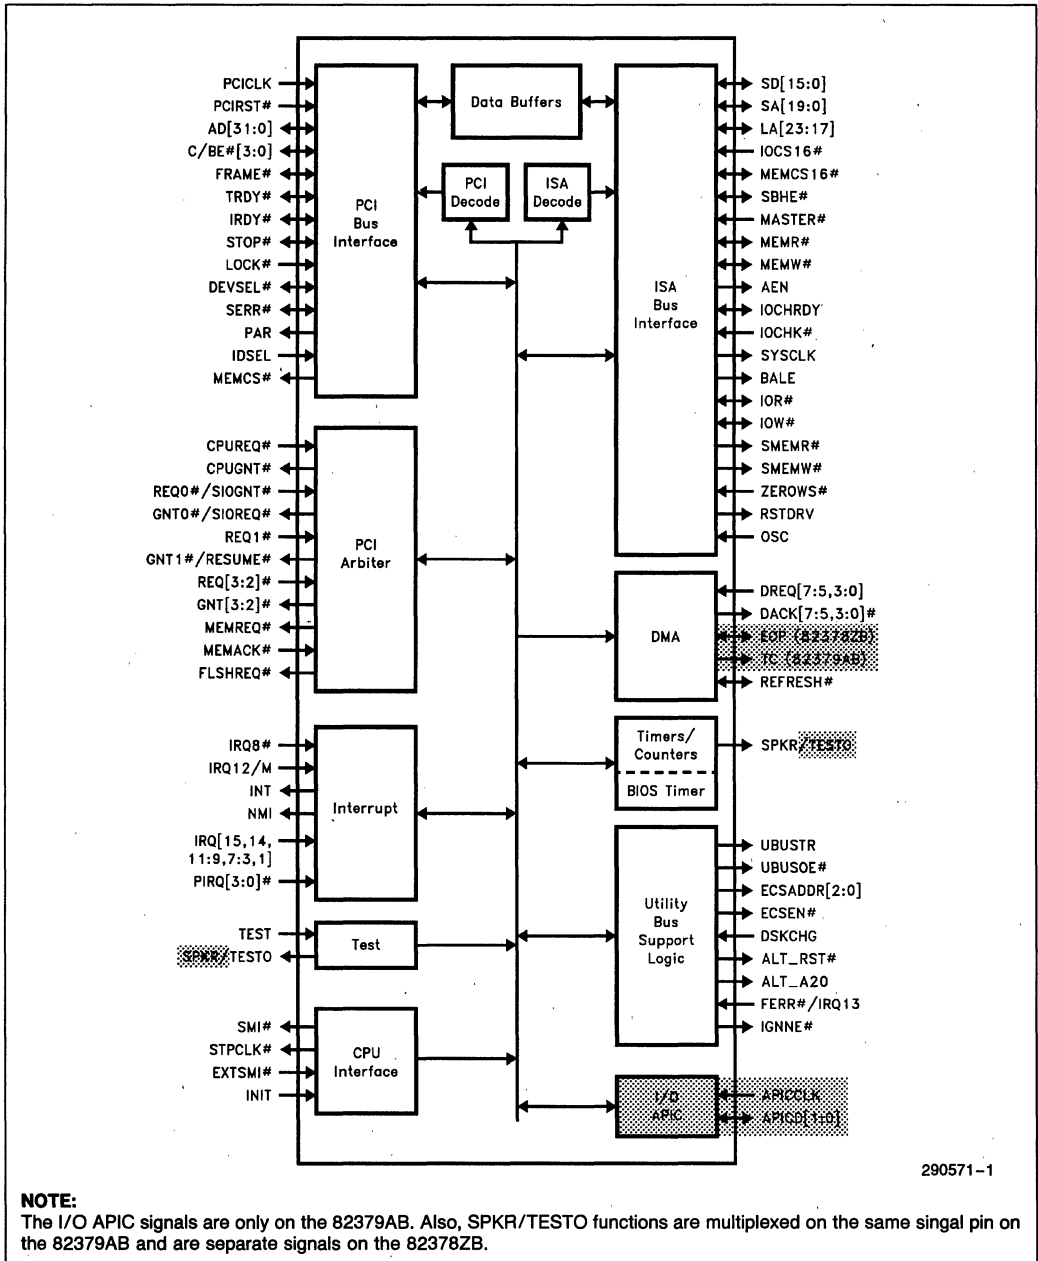 PCICLK
PCIRST#
AD[31:0]
C/BE#[3:0]
FRAME#
TRDY#
IRDY#
STOP#
LOCK#
DEVSEL#
SERR#
PAR
IDSEL
MEMCS#
PCI
Bus
Interface
Data Buffers
PCI
Decode
ISA
Decode
ISA
Bus
Interface
SD[15:0]
SA[19:0]
LA[23:17]
IOCS16#
MEMCS16#
SBHE#
MASTER#
MEMR#
MEMW#
AEN
IOCHRDY
IOCHK#
SYSCLK
BALE
IOR#
IOW#
SMEMR#
SMEMW#
ZEROWS#
RSTDRV
OSC
CPUREQ#
CPUGNT#
REQ0#/SIOGNT#
GNT0#/SIOREQ#
REQ1#
GNT1#/RESUME#
REQ[3:2]#
GNT[3:2]#
MEMREQ#
MEMACK#
FLSHREQ#
PCI
Arbiter
DMA
DREQ[7:5,3:0]
DACK[7:5,3:0]#
EOP (82378ZB)
TC (82379AB)
REFRESH#
IRQ8#
IRQ12/M
INT
NMI
IRQ[15,14,
11:9,7:3,1]
PIRQ[3:0]#
Interrupt
Timers/
Counters
BIOS Timer
SPKR/TESTO
TEST
SPKR/TESTO
Test
Utility
Bus
Support
Logic
UBUSTR
UBUSOE#
ECSADDR[2:0]
ECSEN#
DSKCHG
ALT_RST#
ALT_A20
FERR#/IRQ13
IGNNE#
SMI#
STPCLK#
EXTSMI#
INIT
CPU
Interface
I/O
APIC
APICCLK
APICD[1:0]
290571-1
NOTE:
The I/O APIC signals are only on the 82379AB. Also, SPKR/TESTO functions are multiplexed on the same singal pin on
the 82379AB and are separate signals on the 82378ZB.